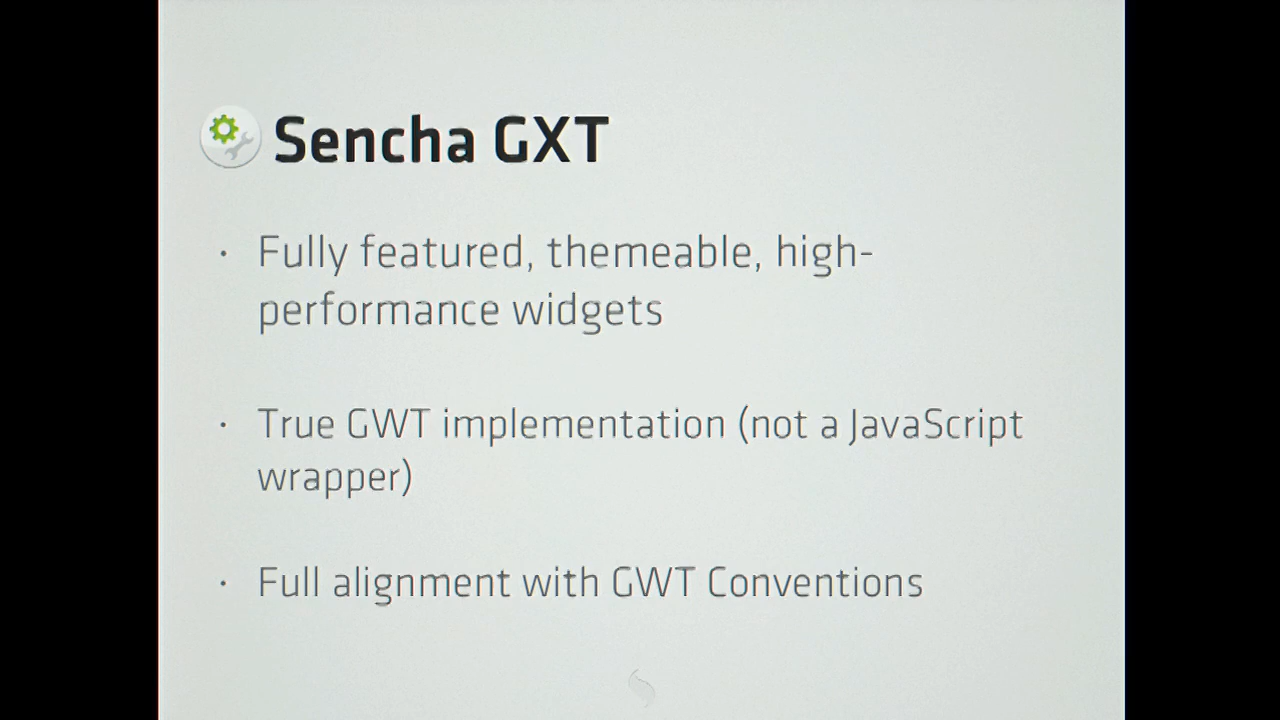 Sencha GXT
• Fully featured, themeable, high-
performance widgets
• True GWT implementation (not a JavaScript
wrapper)
• Full alignment with GWT Conventions